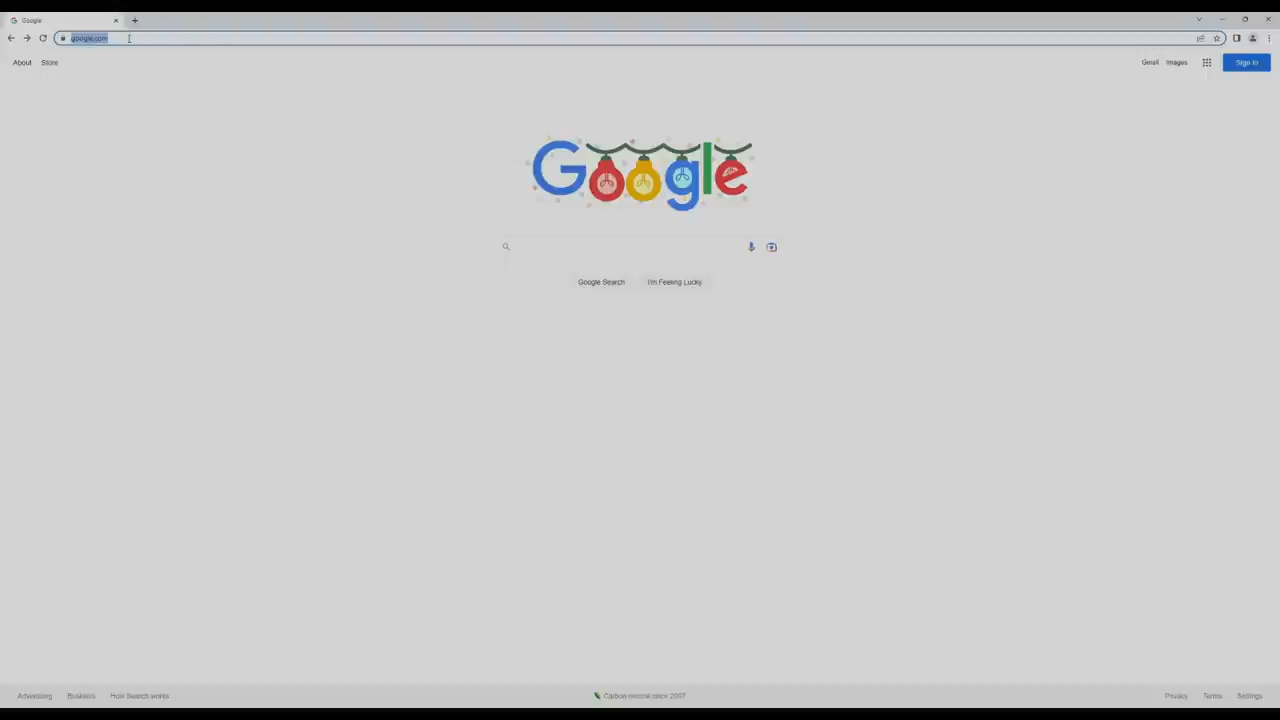 Google
google.com
About Store
Gmail Images Sign in
Google
Google Search I'm Feeling Lucky
Advertising Business How Search works
Carbon neutral since 2007
Privacy Terms Settings